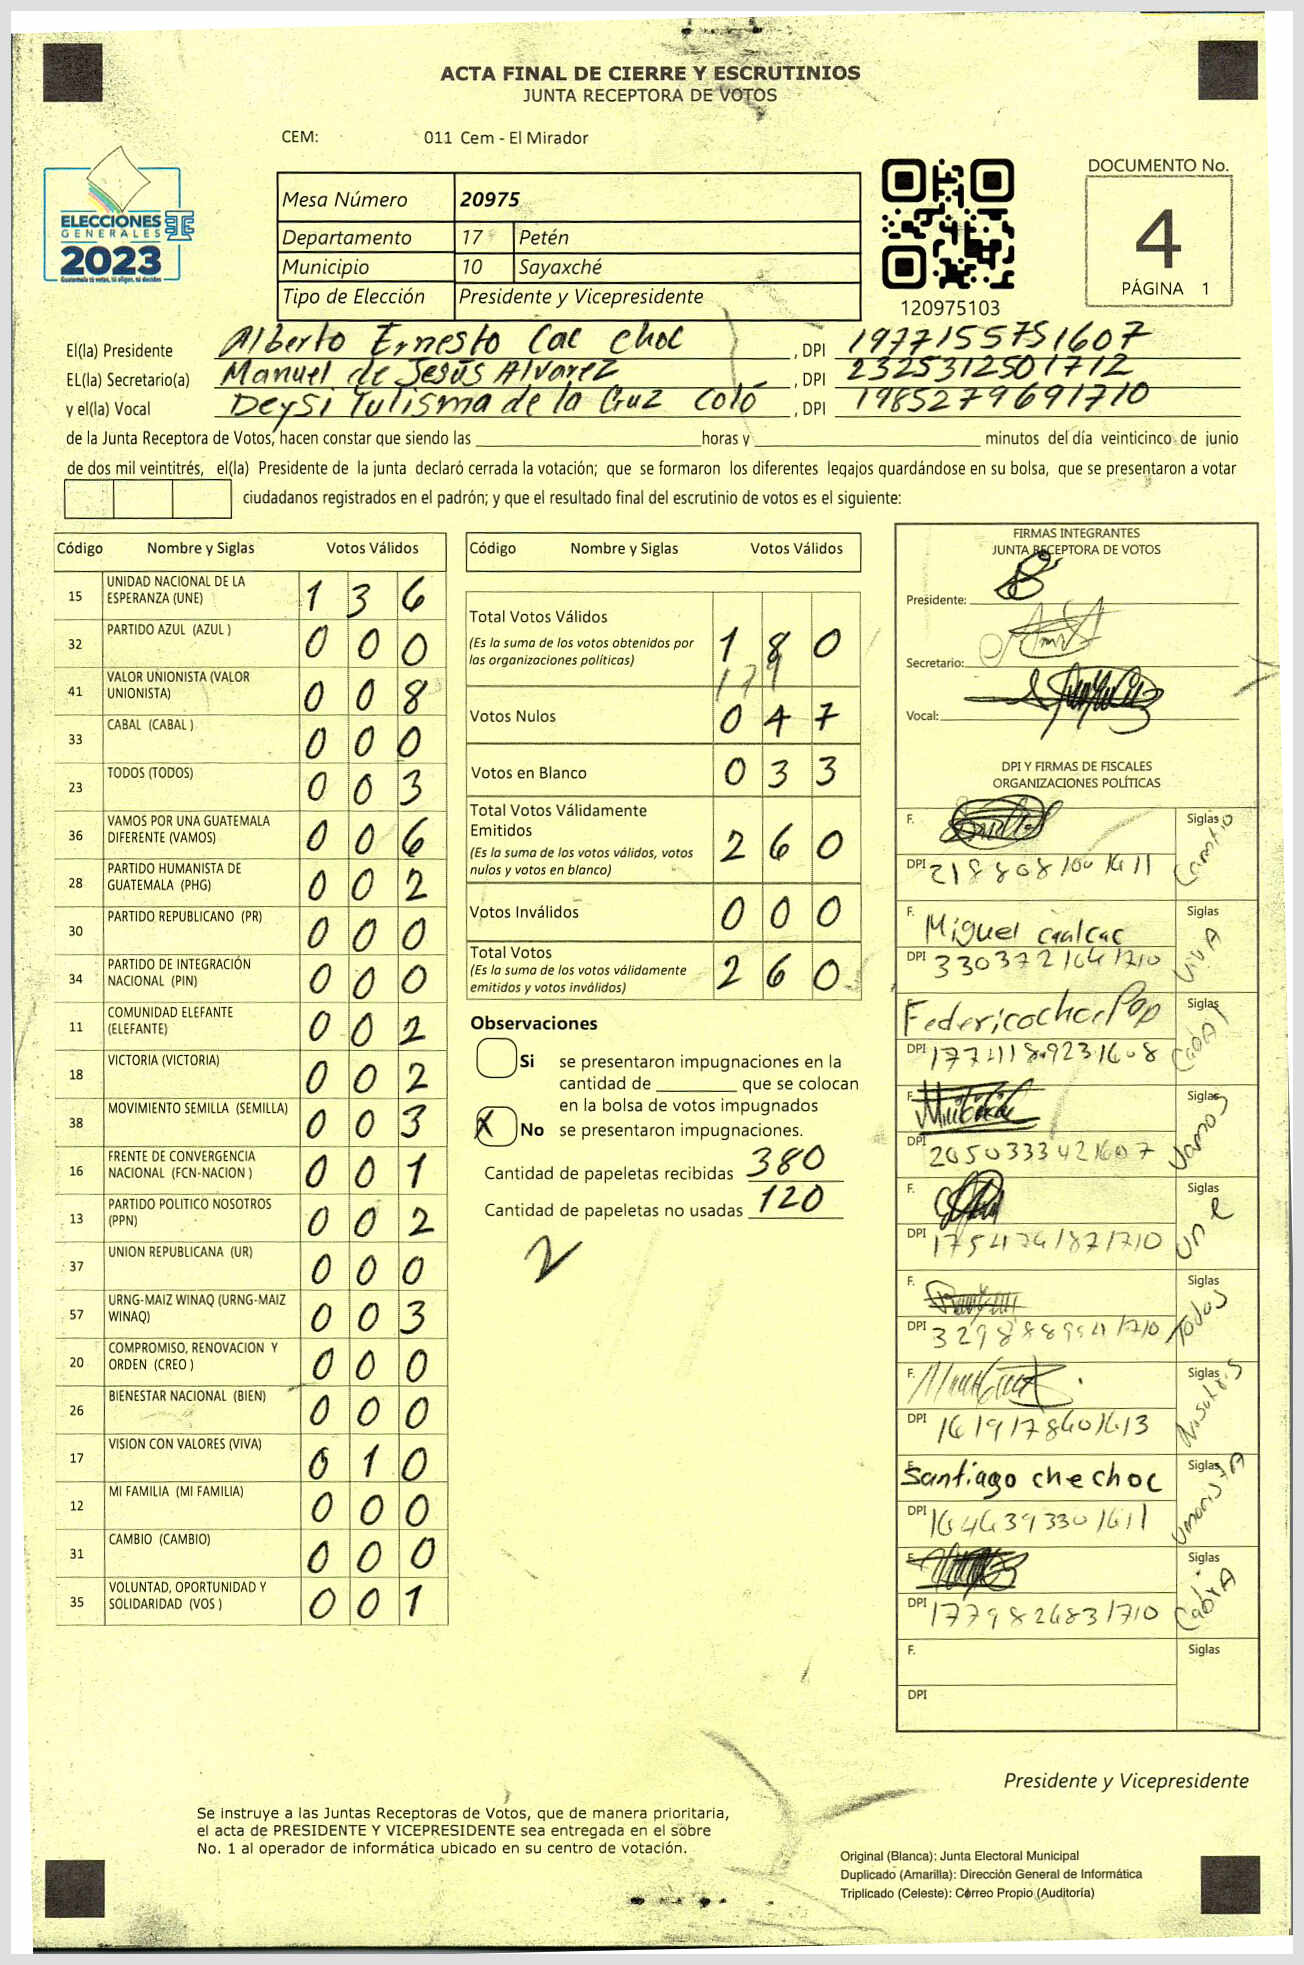 ACTA FINAL DE CIERRE Y ESCRUTINIOS
JUNTA RECEPTORA DE VOTOS
CEM: 011 Cem - El Mirador
ELECCIONES
GENERALES
2023
Mesa Número 20975
Departamento 17 Petén
Municipio 10 Sayaxché
Tipo de Elección Presidente y Vicepresidente
120975103
DOCUMENTO No.
4
PÁGINA 1
El(la) Presidente Alberto Ernesto Cac Choc, DPI 1977155751607
EL(la) Secretario(a) Manuel de Jesús Alvarez, DPI 2325312501712
y el(la) Vocal Deysi Yulisma de la Cruz Coló, DPI 1985279691710
de la Junta Receptora de Votos, hacen constar que siendo las horas y minutos del día veinticinco de junio
de dos mil veintitrés, el(la) Presidente de la junta declaró cerrada la votación; que se formaron los diferentes legajos guardándose en su bolsa, que se presentaron a votar
ciudadanos registrados en el padrón; y que el resultado final del escrutinio de votos es el siguiente:
Código Nombre y Siglas Votos Válidos
15 UNIDAD NACIONAL DE LA ESPERANZA (UNE) 1 3 6
32 PARTIDO AZUL (AZUL ) 0 0 0
41 VALOR UNIONISTA (VALOR UNIONISTA) 0 0 8
33 CABAL (CABAL ) 0 0 0
23 TODOS (TODOS) 0 0 3
36 VAMOS POR UNA GUATEMALA DIFERENTE (VAMOS) 0 0 6
28 PARTIDO HUMANISTA DE GUATEMALA (PHG) 0 0 2
30 PARTIDO REPUBLICANO (PR) 0 0 0
34 PARTIDO DE INTEGRACIÓN NACIONAL (PIN) 0 0 0
11 COMUNIDAD ELEFANTE (ELEFANTE) 0 0 2
18 VICTORIA (VICTORIA) 0 0 2
38 MOVIMIENTO SEMILLA (SEMILLA) 0 0 3
16 FRENTE DE CONVERGENCIA NACIONAL (FCN-NACION ) 0 0 1
13 PARTIDO POLITICO NOSOTROS (PPN) 0 0 2
37 UNION REPUBLICANA (UR) 0 0 0
57 URNG-MAIZ WINAQ (URNG-MAIZ WINAQ) 0 0 3
20 COMPROMISO, RENOVACION Y ORDEN (CREO ) 0 0 0
26 BIENESTAR NACIONAL (BIEN) 0 0 0
17 VISION CON VALORES (VIVA) 0 1 0
12 MI FAMILIA (MI FAMILIA) 0 0 0
31 CAMBIO (CAMBIO) 0 0 0
35 VOLUNTAD, OPORTUNIDAD Y SOLIDARIDAD (VOS ) 0 0 1
Código Nombre y Siglas Votos Válidos
Total Votos Válidos
(Es la suma de los votos obtenidos por las organizaciones políticas) 1 8 0
179
Votos Nulos 0 4 7
Votos en Blanco 0 3 3
Total Votos Válidamente Emitidos
(Es la suma de los votos válidos, votos nulos y votos en blanco) 2 6 0
Votos Inválidos 0 0 0
Total Votos
(Es la suma de los votos válidamente emitidos y votos inválidos) 2 6 0
Observaciones
Si se presentaron impugnaciones en la
cantidad de que se colocan
en la bolsa de votos impugnados
X No se presentaron impugnaciones.
Cantidad de papeletas recibidas 380
Cantidad de papeletas no usadas 120
2
FIRMAS INTEGRANTES
JUNTA RECEPTORA DE VOTOS
Presidente:
Secretario:
Vocal:
DPI Y FIRMAS DE FISCALES
ORGANIZACIONES POLÍTICAS
F. Siglas Cambio
DPI
F. Miguel Caalcac Siglas VIVA
DPI 3303721641710
F. Federico choc Pop Siglas
DPI
F. Siglas Vamos
DPI 2050333421607
F. Siglas Une
DPI
F. Siglas Todos
DPI
F. Siglas Nosotros
DPI
F. Santiago che choc Siglas
DPI 1646393301611
F. Siglas
DPI 1779826831710
F. Siglas
DPI
Presidente y Vicepresidente
Se instruye a las Juntas Receptoras de Votos, que de manera prioritaria,
el acta de PRESIDENTE Y VICEPRESIDENTE sea entregada en el sobre
No. 1 al operador de informática ubicado en su centro de votación.
Original (Blanca): Junta Electoral Municipal
Duplicado (Amarilla): Dirección General de Informática
Triplicado (Celeste): Correo Propio (Auditoría)